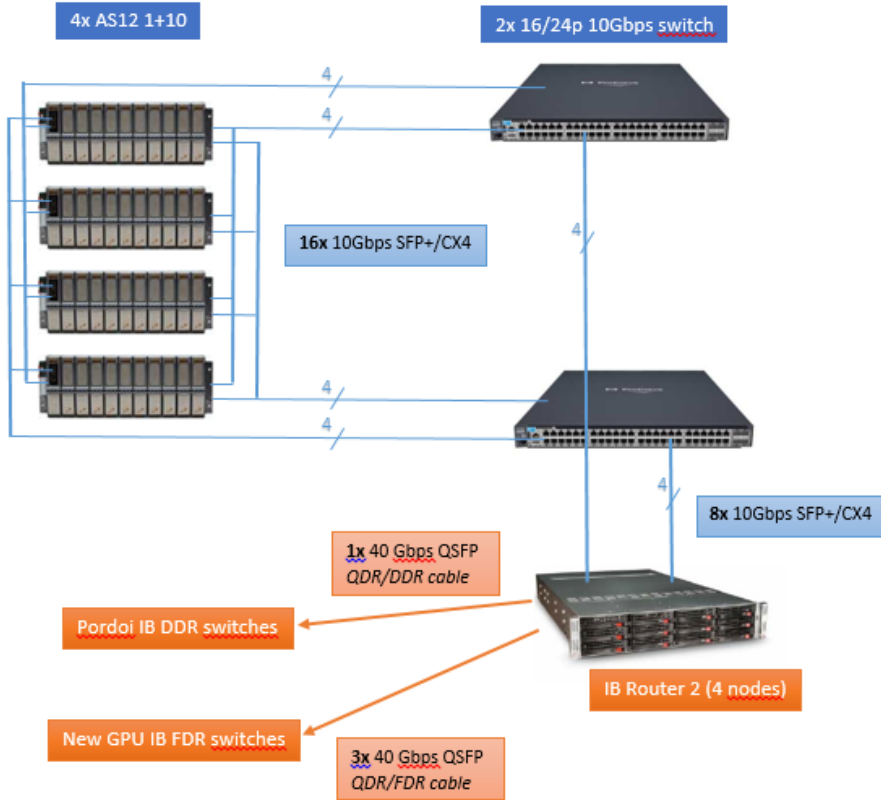 4x AS12 1+10
2x 16/24p 10Gbps switch
4
4
16x 10Gbps SFP+/CX4
4
4
4
4
8x 10Gbps SFP+/CX4
1x 40 Gbps QSFP
QDR/DDR cable
Pordoi IB DDR switches
IB Router 2 (4 nodes)
New GPU IB FDR switches
3x 40 Gbps QSFP
QDR/FDR cable